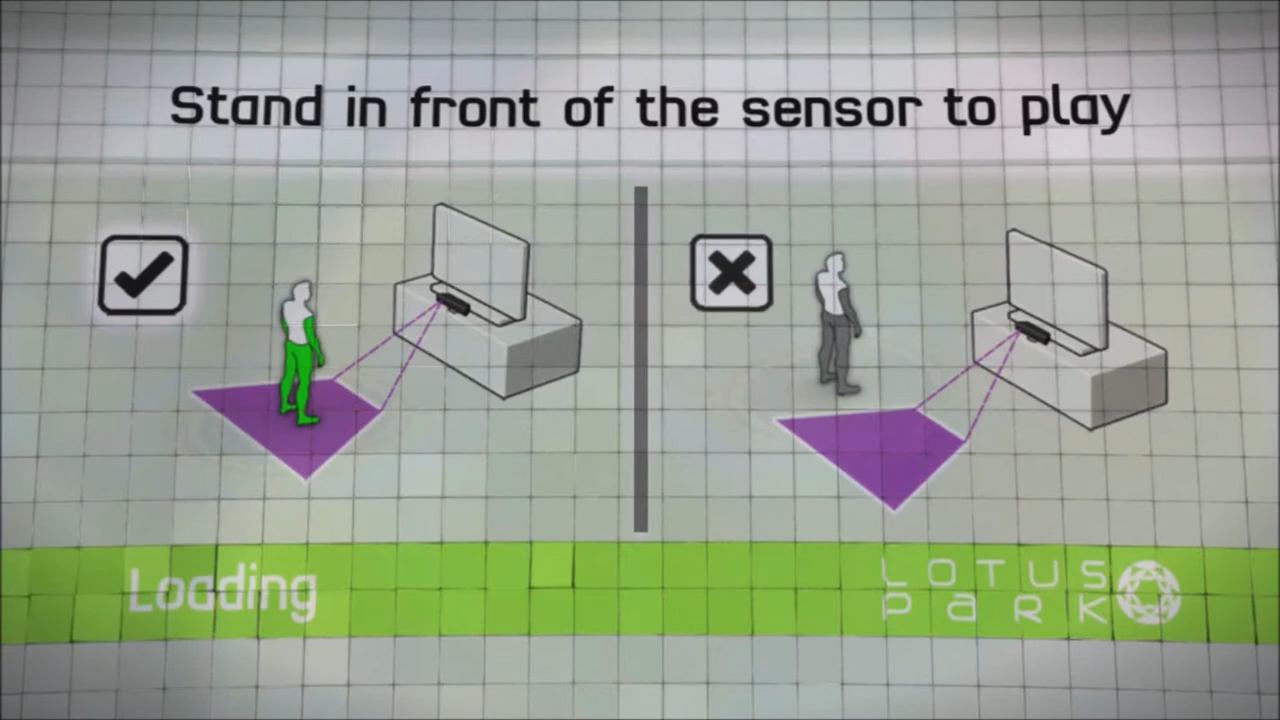 Stand in front of the sensor to play
Loading
LOTUS
PaRK